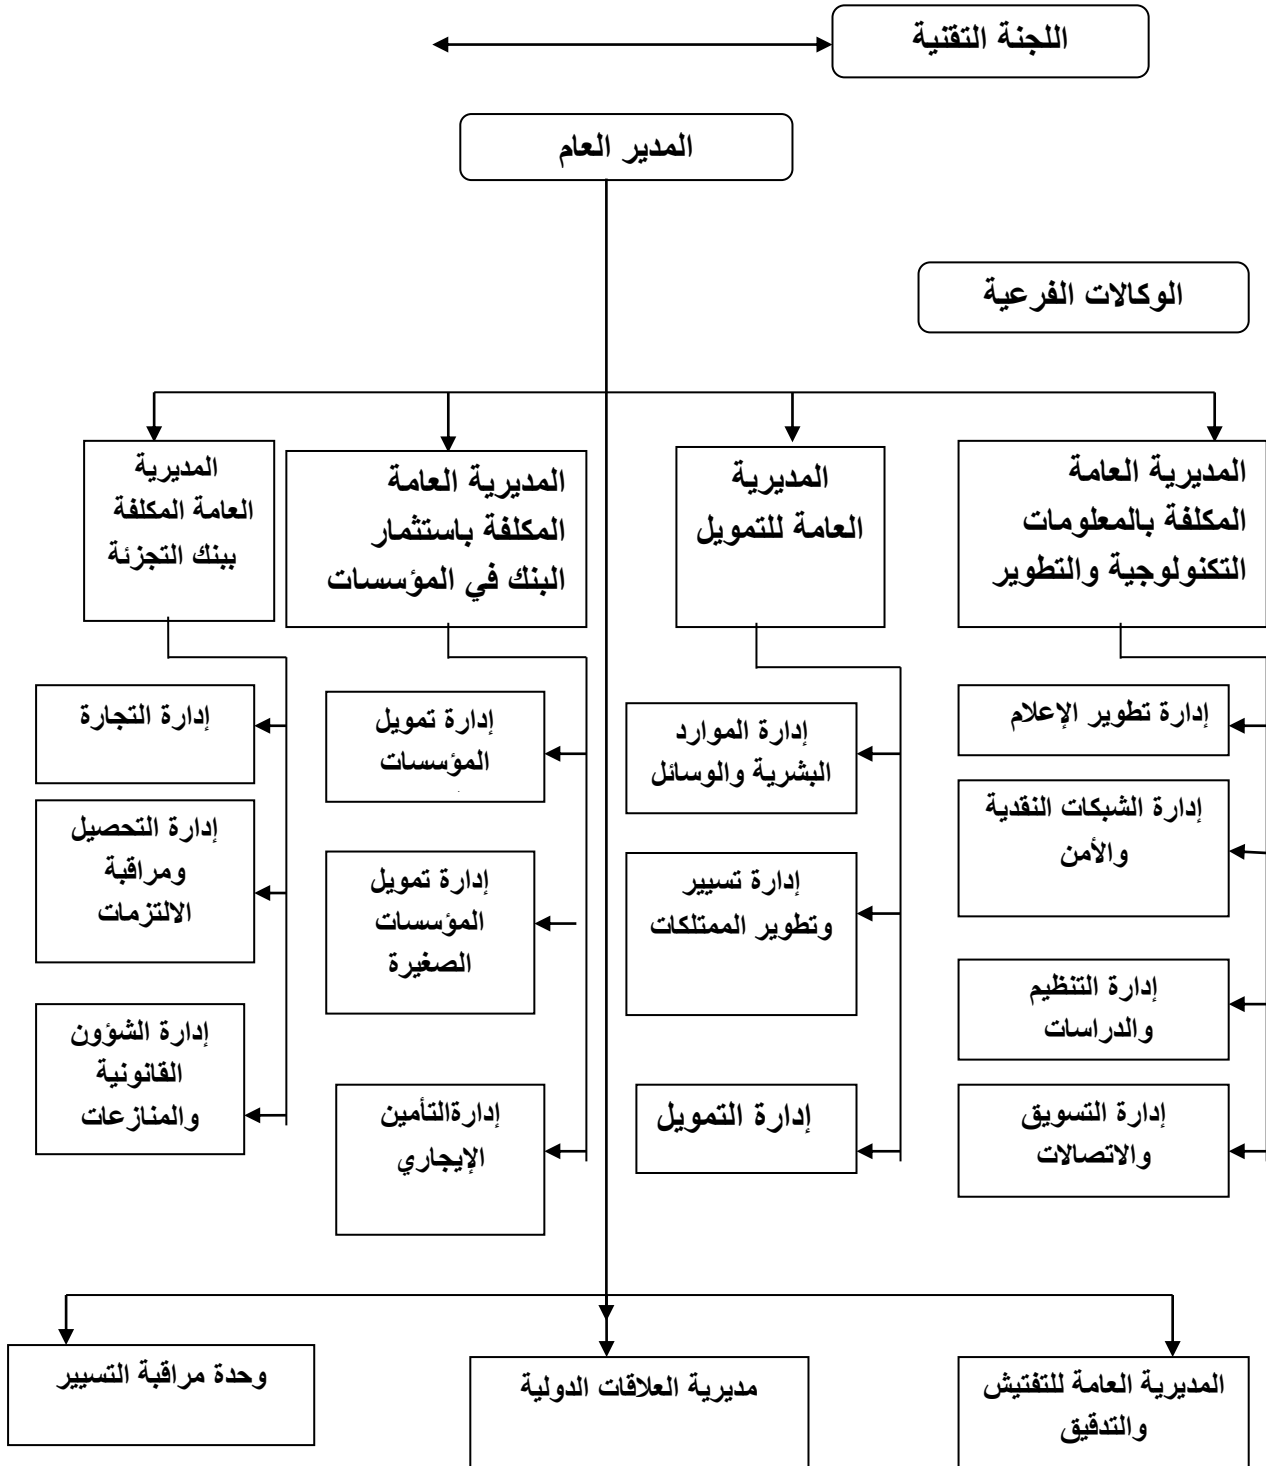 اللجنة التقنية
المدير العام
الوكالات الفرعية
المديرية العامة
المكلفة بالمعلومات
التكنولوجية والتطوير
المديرية
العامة للتمويل
المديرية العامة
المكلفة باستثمار
البنك في المؤسسات
المديرية
العامة المكلفة
ببنك التجزئة
إدارة تطوير الإعلام
إدارة الشبكات النقدية
والأمن
إدارة التنظيم
والدراسات
إدارة التسويق
والاتصالات
إدارة الموارد
البشرية والوسائل
إدارة تسيير
وتطوير الممتلكات
إدارة التمويل
إدارة تمويل
المؤسسات
إدارة تمويل
المؤسسات
الصغيرة
إدارةالتأمين
الإيجاري
إدارة التجارة
إدارة التحصيل
ومراقبة
الالتزمات
إدارة الشؤون
القانونية
والمنازعات
المديرية العامة للتفتيش
والتدقيق
مديرية العلاقات الدولية
وحدة مراقبة التسيير